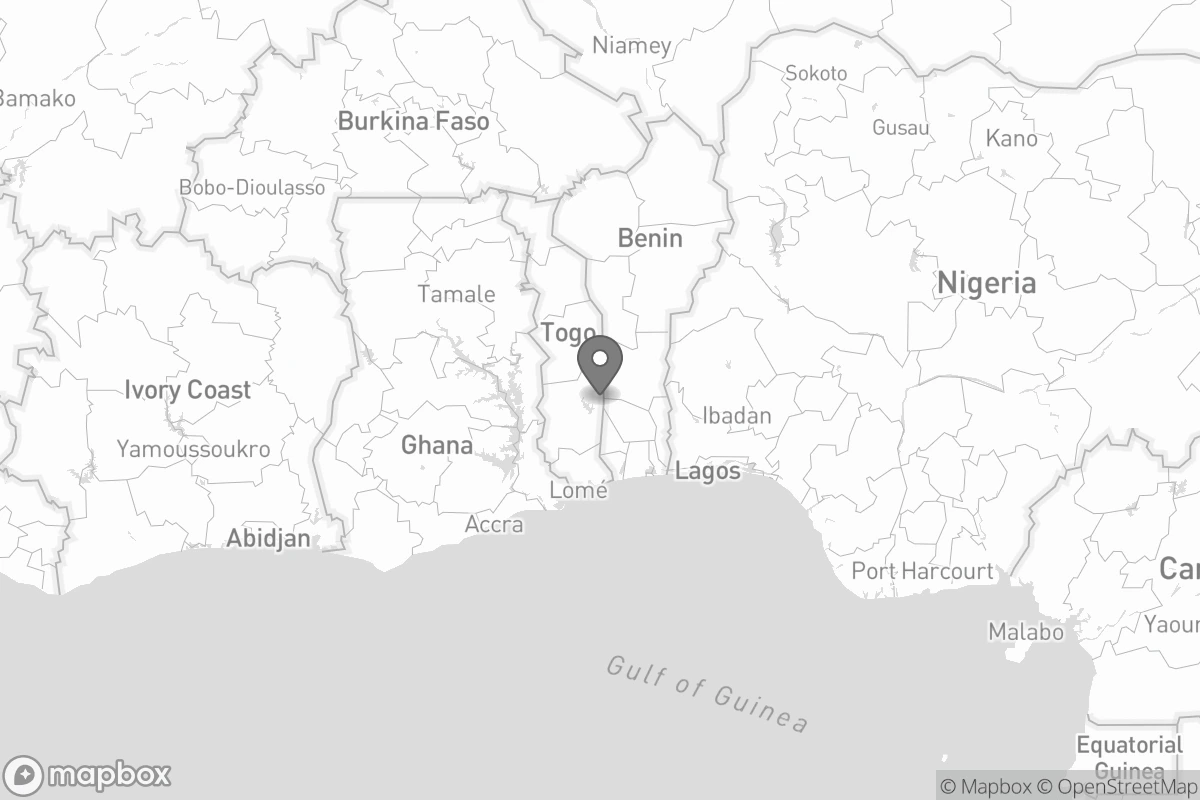 Niamey
Sokoto
Bamako
Burkina Faso
Gusau
Kano
Bobo-Dioulasso
Benin
Nigeria
Tamale
Togo
Ivory Coast
Ibadan
Ghana
Yamoussoukro
Lagos
Lomé
Accra
Abidjan
Port Harcourt
Malabo
Gulf of Guinea
Equatorial
Guinea
mapbox
© Mapbox © OpenStreetMap